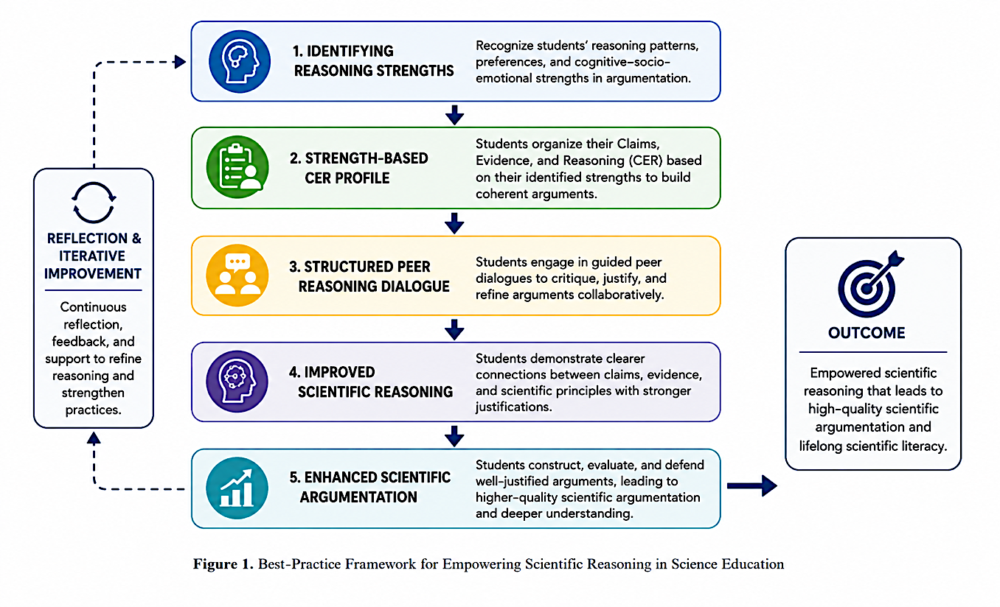 1. IDENTIFYING
REASONING STRENGTHS
Recognize students' reasoning patterns,
preferences, and cognitive-socio-
emotional strengths in argumentation.
2. STRENGTH-BASED
CER PROFILE
Students organize their Claims,
Evidence, and Reasoning (CER) based
on their identified strengths to build
coherent arguments.
3. STRUCTURED PEER
REASONING DIALOGUE
Students engage in guided peer
dialogues to critique, justify, and
refine arguments collaboratively.
4. IMPROVED
SCIENTIFIC REASONING
Students demonstrate clearer
connections between claims, evidence,
and scientific principles with stronger
justifications.
5. ENHANCED SCIENTIFIC
ARGUMENTATION
Students construct, evaluate, and defend
well-justified arguments, leading to
higher-quality scientific argumentation
and deeper understanding.
REFLECTION &
ITERATIVE
IMPROVEMENT
Continuous
reflection,
feedback, and
support to refine
reasoning and
strengthen
practices.
OUTCOME
Empowered scientific
reasoning that leads to
high-quality scientific
argumentation and
lifelong scientific literacy.
Figure 1. Best-Practice Framework for Empowering Scientific Reasoning in Science Education